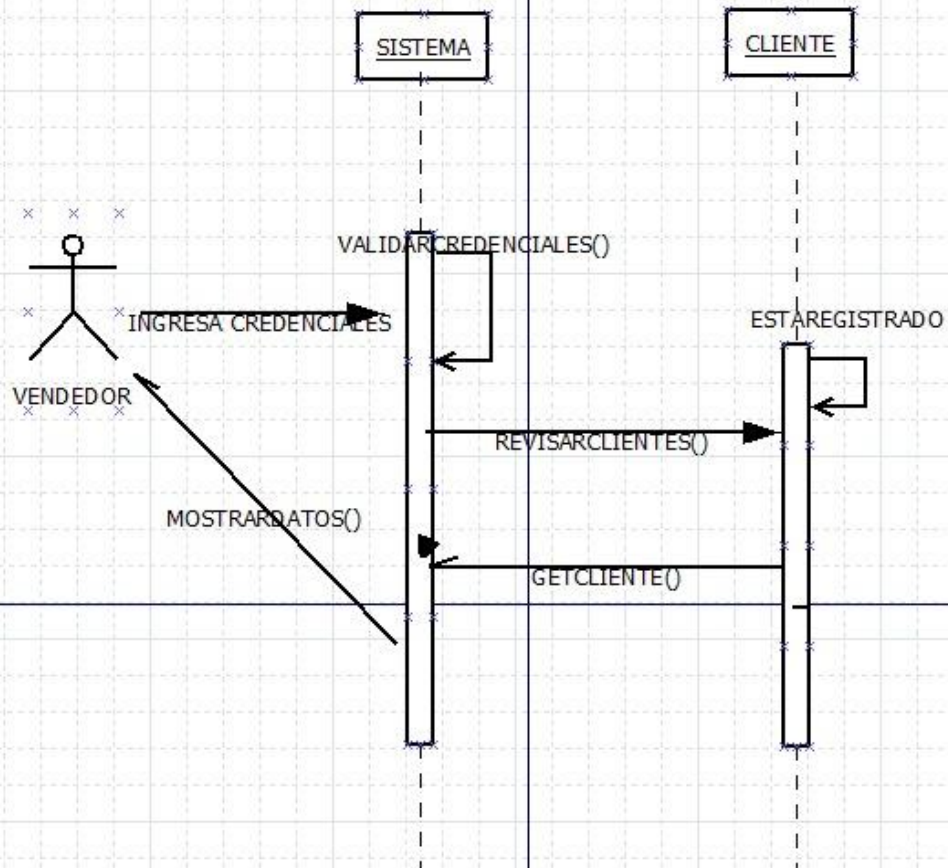 SISTEMA
CLIENTE
VALIDARCREDENCIALES()
INGRESA CREDENCIALES
ESTAREGISTRADO
VENDEDOR
REVISARCLIENTES()
MOSTRARDATOS()
GETCLIENTE()